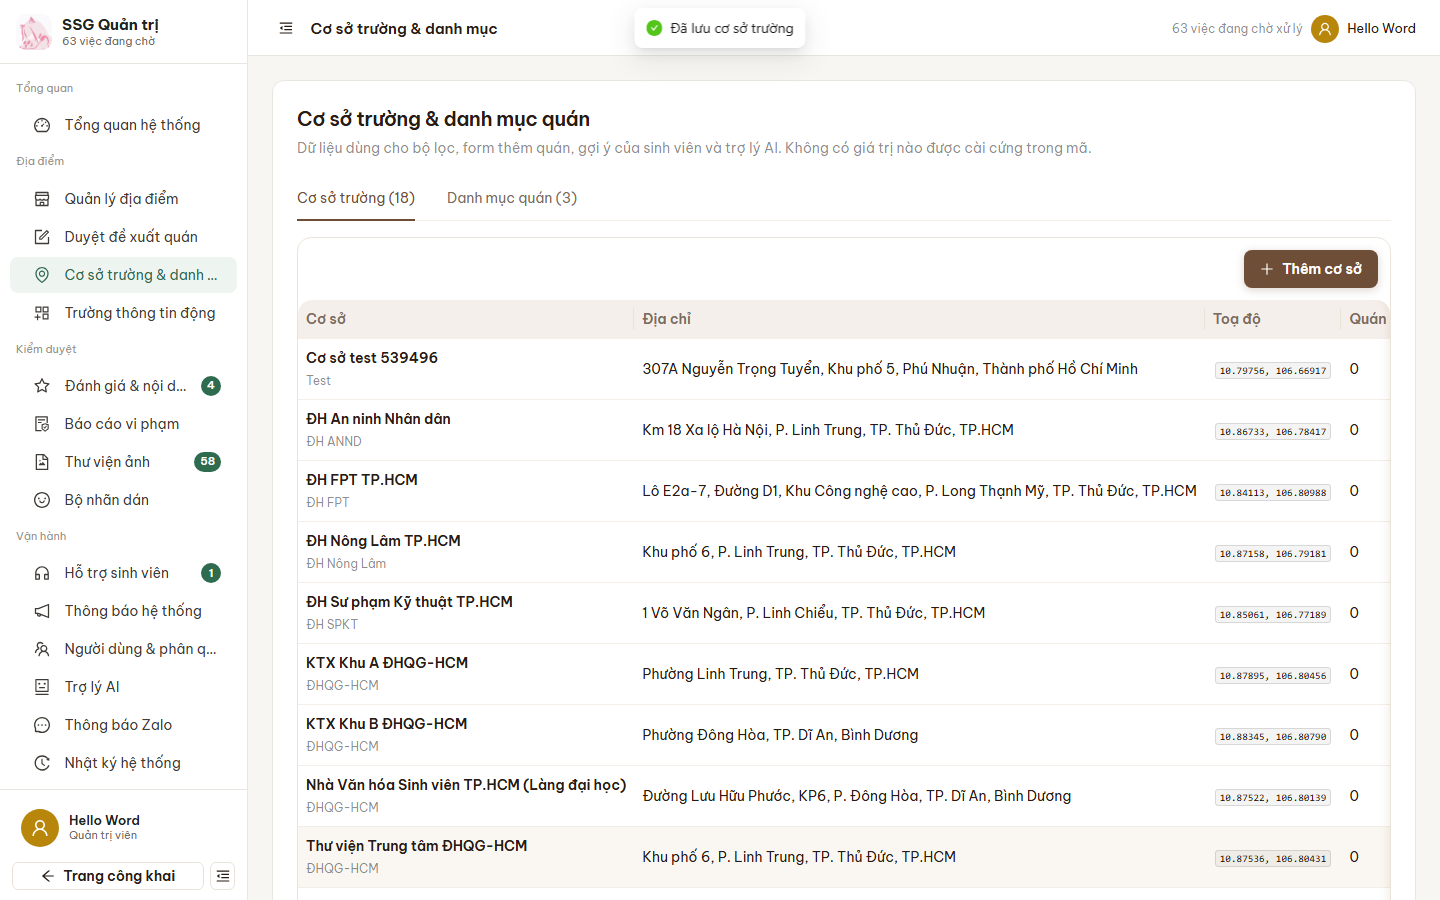 SSG Quản trị
63 việc đang chờ
Tổng quan
Tổng quan hệ thống
Địa điểm
Quản lý địa điểm
Duyệt đề xuất quán
Cơ sở trường & danh ...
Trường thông tin động
Kiểm duyệt
Đánh giá & nội d... 4
Báo cáo vi phạm
Thư viện ảnh 58
Bộ nhãn dán
Vận hành
Hỗ trợ sinh viên 1
Thông báo hệ thống
Người dùng & phân q...
Trợ lý AI
Thông báo Zalo
Nhật ký hệ thống
Hello Word
Quản trị viên
Trang công khai
Cơ sở trường & danh mục
Đã lưu cơ sở trường
63 việc đang chờ xử lý
Hello Word
Cơ sở trường & danh mục quán
Dữ liệu dùng cho bộ lọc, form thêm quán, gợi ý của sinh viên và trợ lý AI. Không có giá trị nào được cài cứng trong mã.
Cơ sở trường (18) Danh mục quán (3)
Thêm cơ sở
Cơ sở Địa chỉ Toạ độ Quán
Cơ sở test 539496
Test
307A Nguyễn Trọng Tuyển, Khu phố 5, Phú Nhuận, Thành phố Hồ Chí Minh 10.79756, 106.66917 0
ĐH An ninh Nhân dân
ĐH ANND
Km 18 Xa lộ Hà Nội, P. Linh Trung, TP. Thủ Đức, TP.HCM 10.86733, 106.78417 0
ĐH FPT TP.HCM
ĐH FPT
Lô E2a-7, Đường D1, Khu Công nghệ cao, P. Long Thạnh Mỹ, TP. Thủ Đức, TP.HCM 10.84113, 106.80988 0
ĐH Nông Lâm TP.HCM
ĐH Nông Lâm
Khu phố 6, P. Linh Trung, TP. Thủ Đức, TP.HCM 10.87158, 106.79181 0
ĐH Sư phạm Kỹ thuật TP.HCM
ĐH SPKT
1 Võ Văn Ngân, P. Linh Chiểu, TP. Thủ Đức, TP.HCM 10.85061, 106.77189 0
KTX Khu A ĐHQG-HCM
ĐHQG-HCM
Phường Linh Trung, TP. Thủ Đức, TP.HCM 10.87895, 106.80456 0
KTX Khu B ĐHQG-HCM
ĐHQG-HCM
Phường Đông Hòa, TP. Dĩ An, Bình Dương 10.88345, 106.80790 0
Nhà Văn hóa Sinh viên TP.HCM (Làng đại học)
ĐHQG-HCM
Đường Lưu Hữu Phước, KP6, P. Đông Hòa, TP. Dĩ An, Bình Dương 10.87522, 106.80139 0
Thư viện Trung tâm ĐHQG-HCM
ĐHQG-HCM
Khu phố 6, P. Linh Trung, TP. Thủ Đức, TP.HCM 10.87536, 106.80431 0